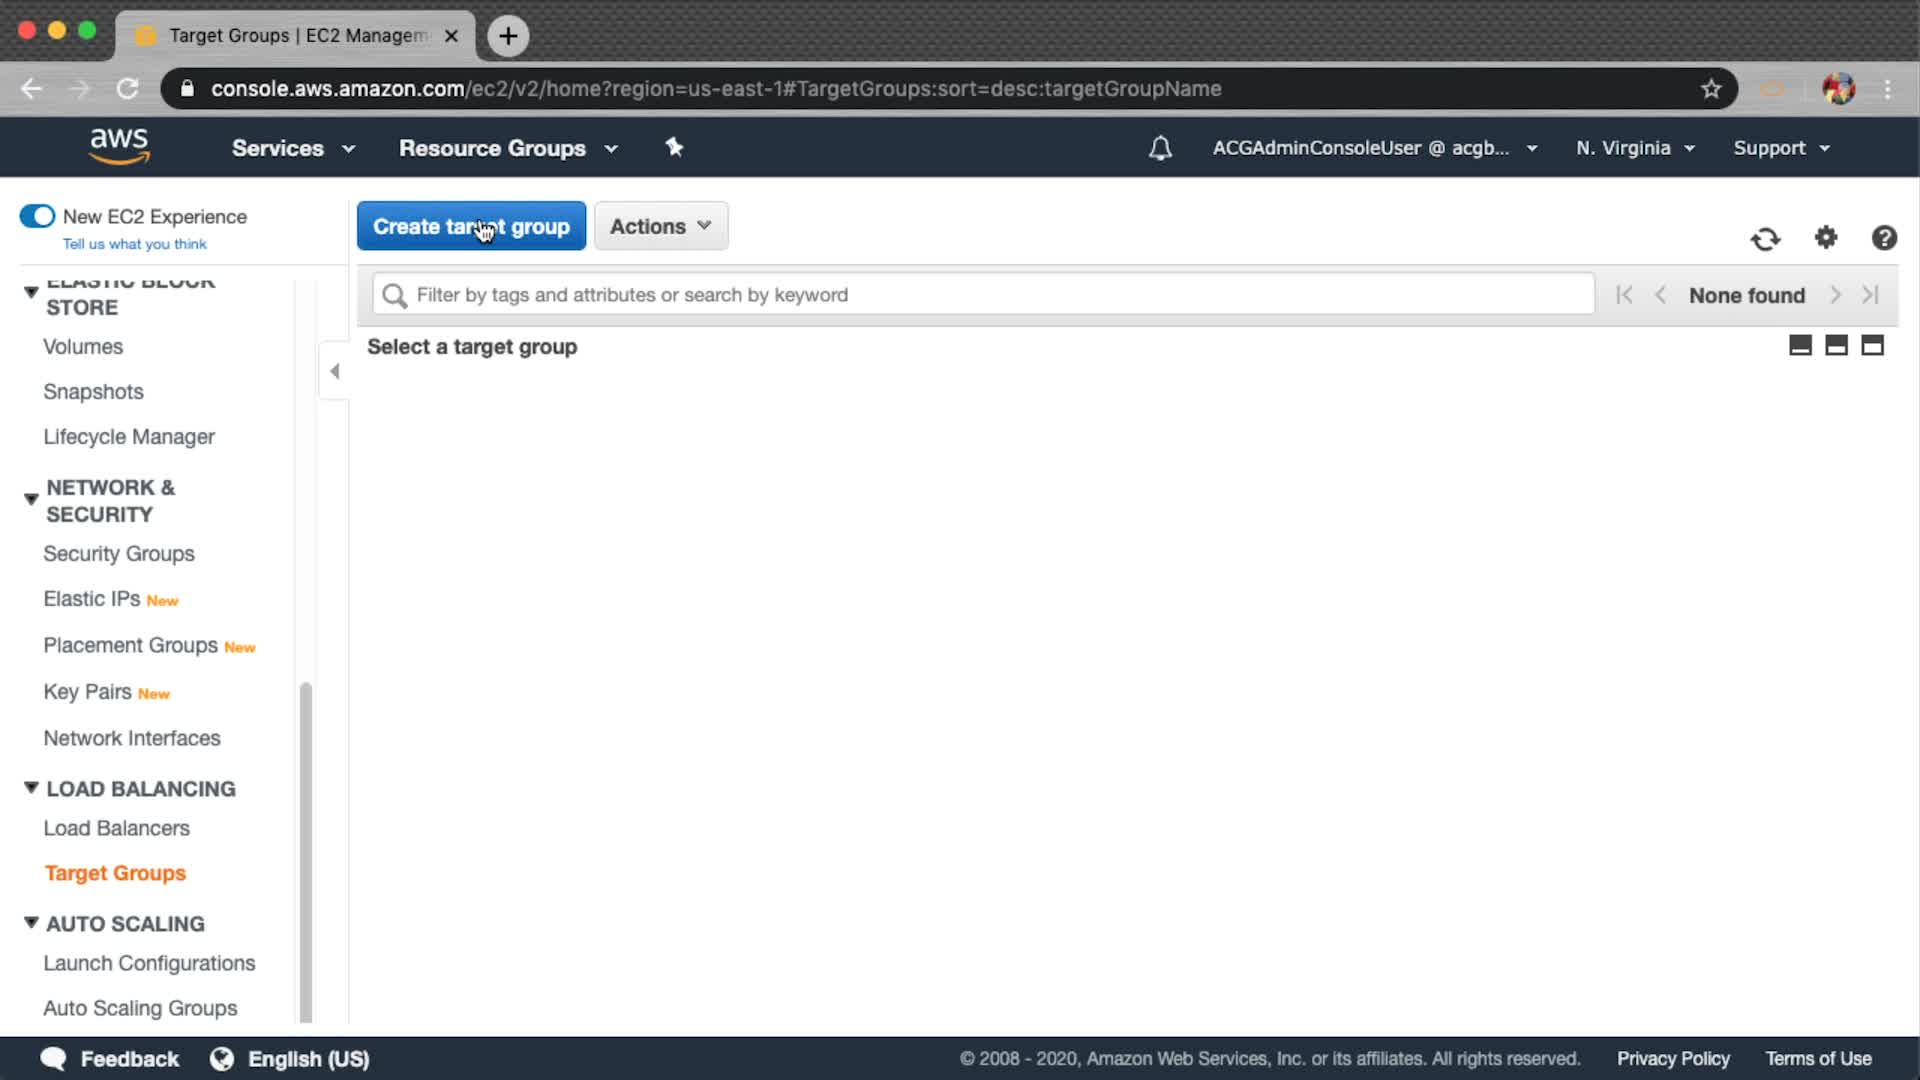 Target Groups | EC2 Managem
console.aws.amazon.com/ec2/v2/home?region=us-east-1#TargetGroups:sort=desc:targetGroupName
aws Services Resource Groups ACGAdminConsoleUser @ acgb... N. Virginia Support
New EC2 Experience
Tell us what you think
Create target group Actions
Filter by tags and attributes or search by keyword None found
Select a target group
ELASTIC BLOCK
STORE
Volumes
Snapshots
Lifecycle Manager
NETWORK &
SECURITY
Security Groups
Elastic IPs New
Placement Groups New
Key Pairs New
Network Interfaces
LOAD BALANCING
Load Balancers
Target Groups
AUTO SCALING
Launch Configurations
Auto Scaling Groups
Feedback English (US) © 2008 - 2020, Amazon Web Services, Inc. or its affiliates. All rights reserved. Privacy Policy Terms of Use